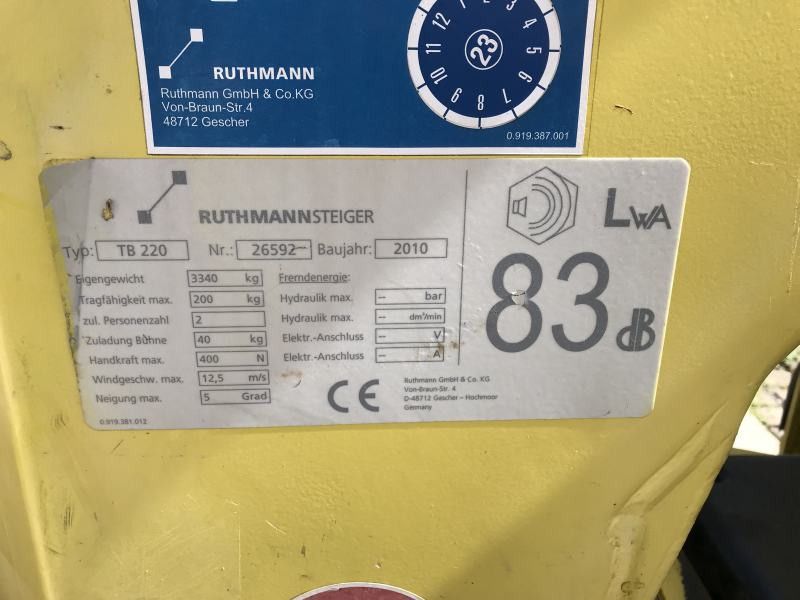 RUTHMANN
Ruthmann GmbH & Co.KG
Von-Braun-Str.4
48712 Gescher
1 2 3 5 6 7 8 9 10 11 12
23
0.919.387.001
RUTHMANNSTEIGER
Typ: TB 220 Nr.: 26592-- Baujahr: 2010
Eigengewicht 3340 kg Fremdenergie:
Tragfähigkeit max. 200 kg Hydraulik max. -- bar
zul. Personenzahl 2 Hydraulik max. -- dm³/min
Zuladung Bühne 40 kg Elektr.-Anschluss -- V
Handkraft max. 400 N Elektr.-Anschluss -- A
Windgeschw. max. 12,5 m/s
Neigung max. 5 Grad
0.919.381.012
CE
Ruthmann GmbH & Co. KG
Von-Braun-Str. 4
D-48712 Gescher – Hochmoor
Germany
LWA
83 dB